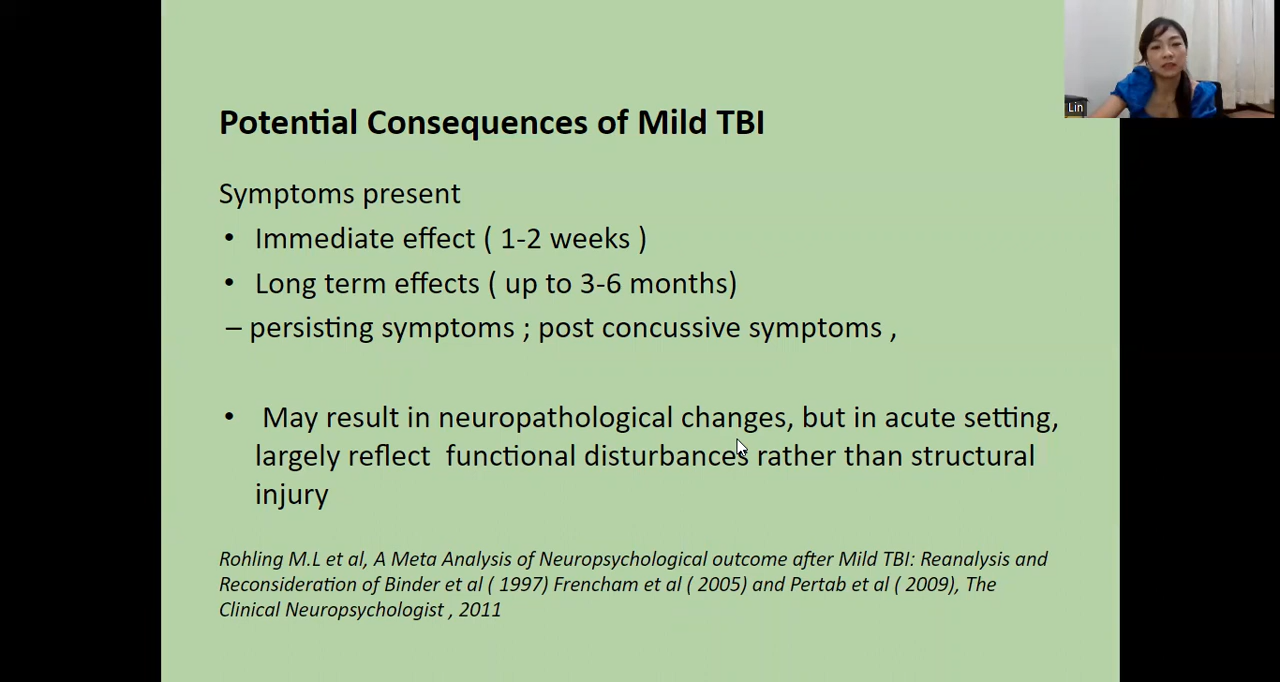 Lin
Potential Consequences of Mild TBI
Symptoms present
• Immediate effect ( 1-2 weeks )
• Long term effects ( up to 3-6 months)
– persisting symptoms ; post concussive symptoms ,
• May result in neuropathological changes, but in acute setting,
largely reflect functional disturbances rather than structural
injury
Rohling M.L et al, A Meta Analysis of Neuropsychological outcome after Mild TBI: Reanalysis and
Reconsideration of Binder et al ( 1997) Frencham et al ( 2005) and Pertab et al ( 2009), The
Clinical Neuropsychologist , 2011